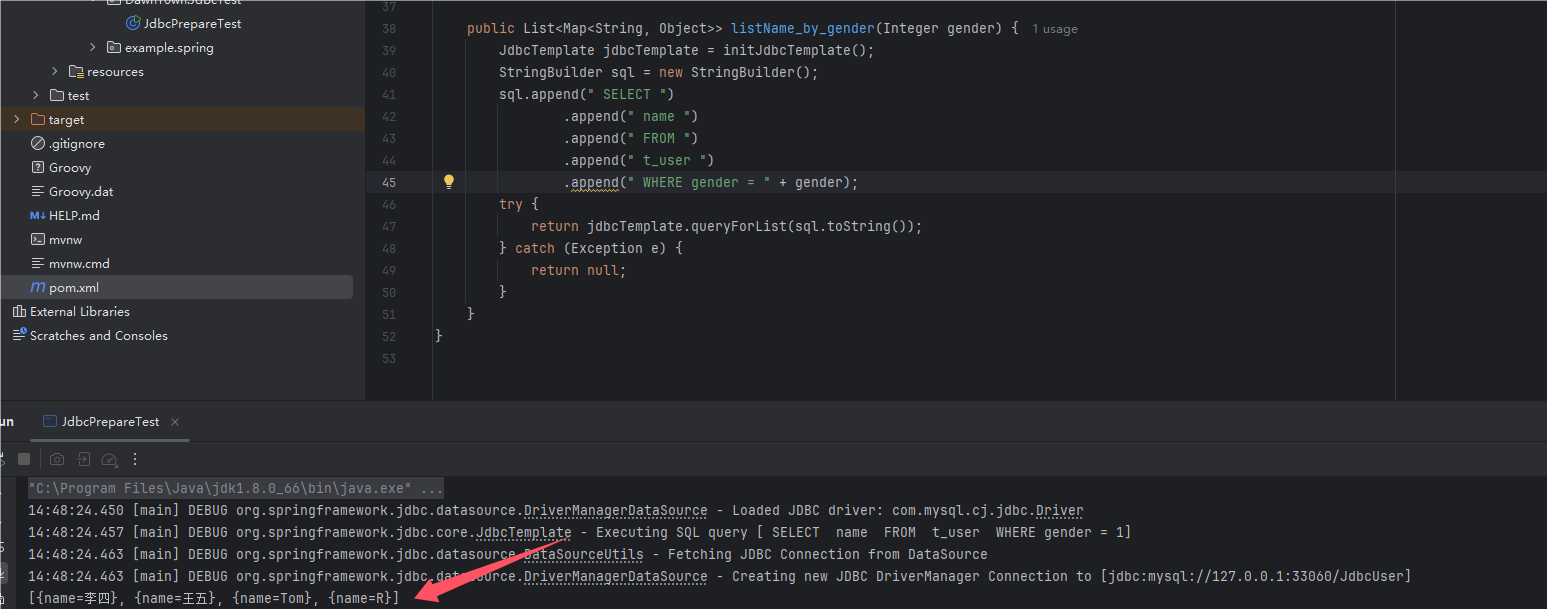 DawnTown.JdbcTest
JdbcPrepareTest
example.spring
resources
test
target
.gitignore
Groovy
Groovy.dat
HELP.md
mvnw
mvnw.cmd
pom.xml
External Libraries
Scratches and Consoles
37
38 public List<Map<String, Object>> listName_by_gender(Integer gender) { 1 usage
39 JdbcTemplate jdbcTemplate = initJdbcTemplate();
40 StringBuilder sql = new StringBuilder();
41 sql.append(" SELECT ")
42 .append(" name ")
43 .append(" FROM ")
44 .append(" t_user ")
45 .append(" WHERE gender = " + gender);
46 try {
47 return jdbcTemplate.queryForList(sql.toString());
48 } catch (Exception e) {
49 return null;
50 }
51 }
52 }
53
un JdbcPrepareTest
"C:\Program Files\Java\jdk1.8.0_66\bin\java.exe" ...
14:48:24.450 [main] DEBUG org.springframework.jdbc.datasource.DriverManagerDataSource - Loaded JDBC driver: com.mysql.cj.jdbc.Driver
14:48:24.457 [main] DEBUG org.springframework.jdbc.core.JdbcTemplate - Executing SQL query [ SELECT  name  FROM  t_user  WHERE gender = 1]
14:48:24.463 [main] DEBUG org.springframework.jdbc.datasource.DataSourceUtils - Fetching JDBC Connection from DataSource
14:48:24.463 [main] DEBUG org.springframework.jdbc.datasource.DriverManagerDataSource - Creating new JDBC DriverManager Connection to [jdbc:mysql://127.0.0.1:33060/JdbcUser]
[{name=李四}, {name=王五}, {name=Tom}, {name=R}]